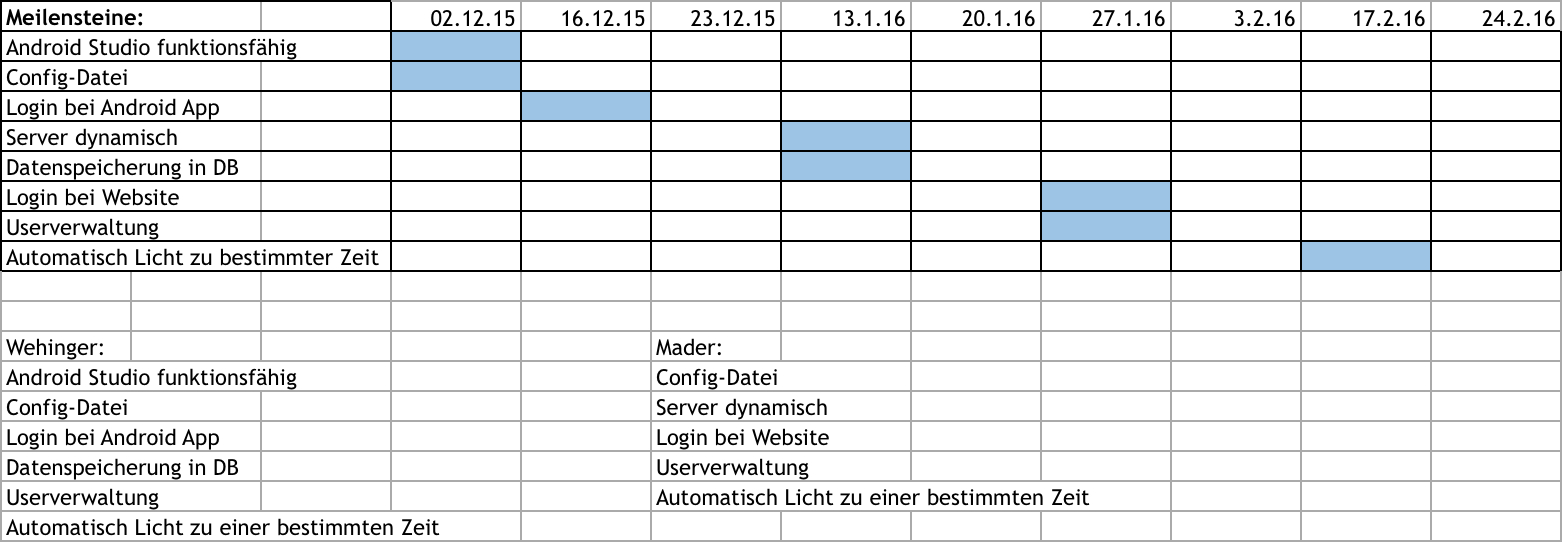 Meilensteine: 02.12.15 16.12.15 23.12.15 13.1.16 20.1.16 27.1.16 3.2.16 17.2.16 24.2.16
Android Studio funktionsfähig
Config-Datei
Login bei Android App
Server dynamisch
Datenspeicherung in DB
Login bei Website
Userverwaltung
Automatisch Licht zu bestimmter Zeit
Wehinger: Mader:
Android Studio funktionsfähig Config-Datei
Config-Datei Server dynamisch
Login bei Android App Login bei Website
Datenspeicherung in DB Userverwaltung
Userverwaltung Automatisch Licht zu einer bestimmten Zeit
Automatisch Licht zu einer bestimmten Zeit